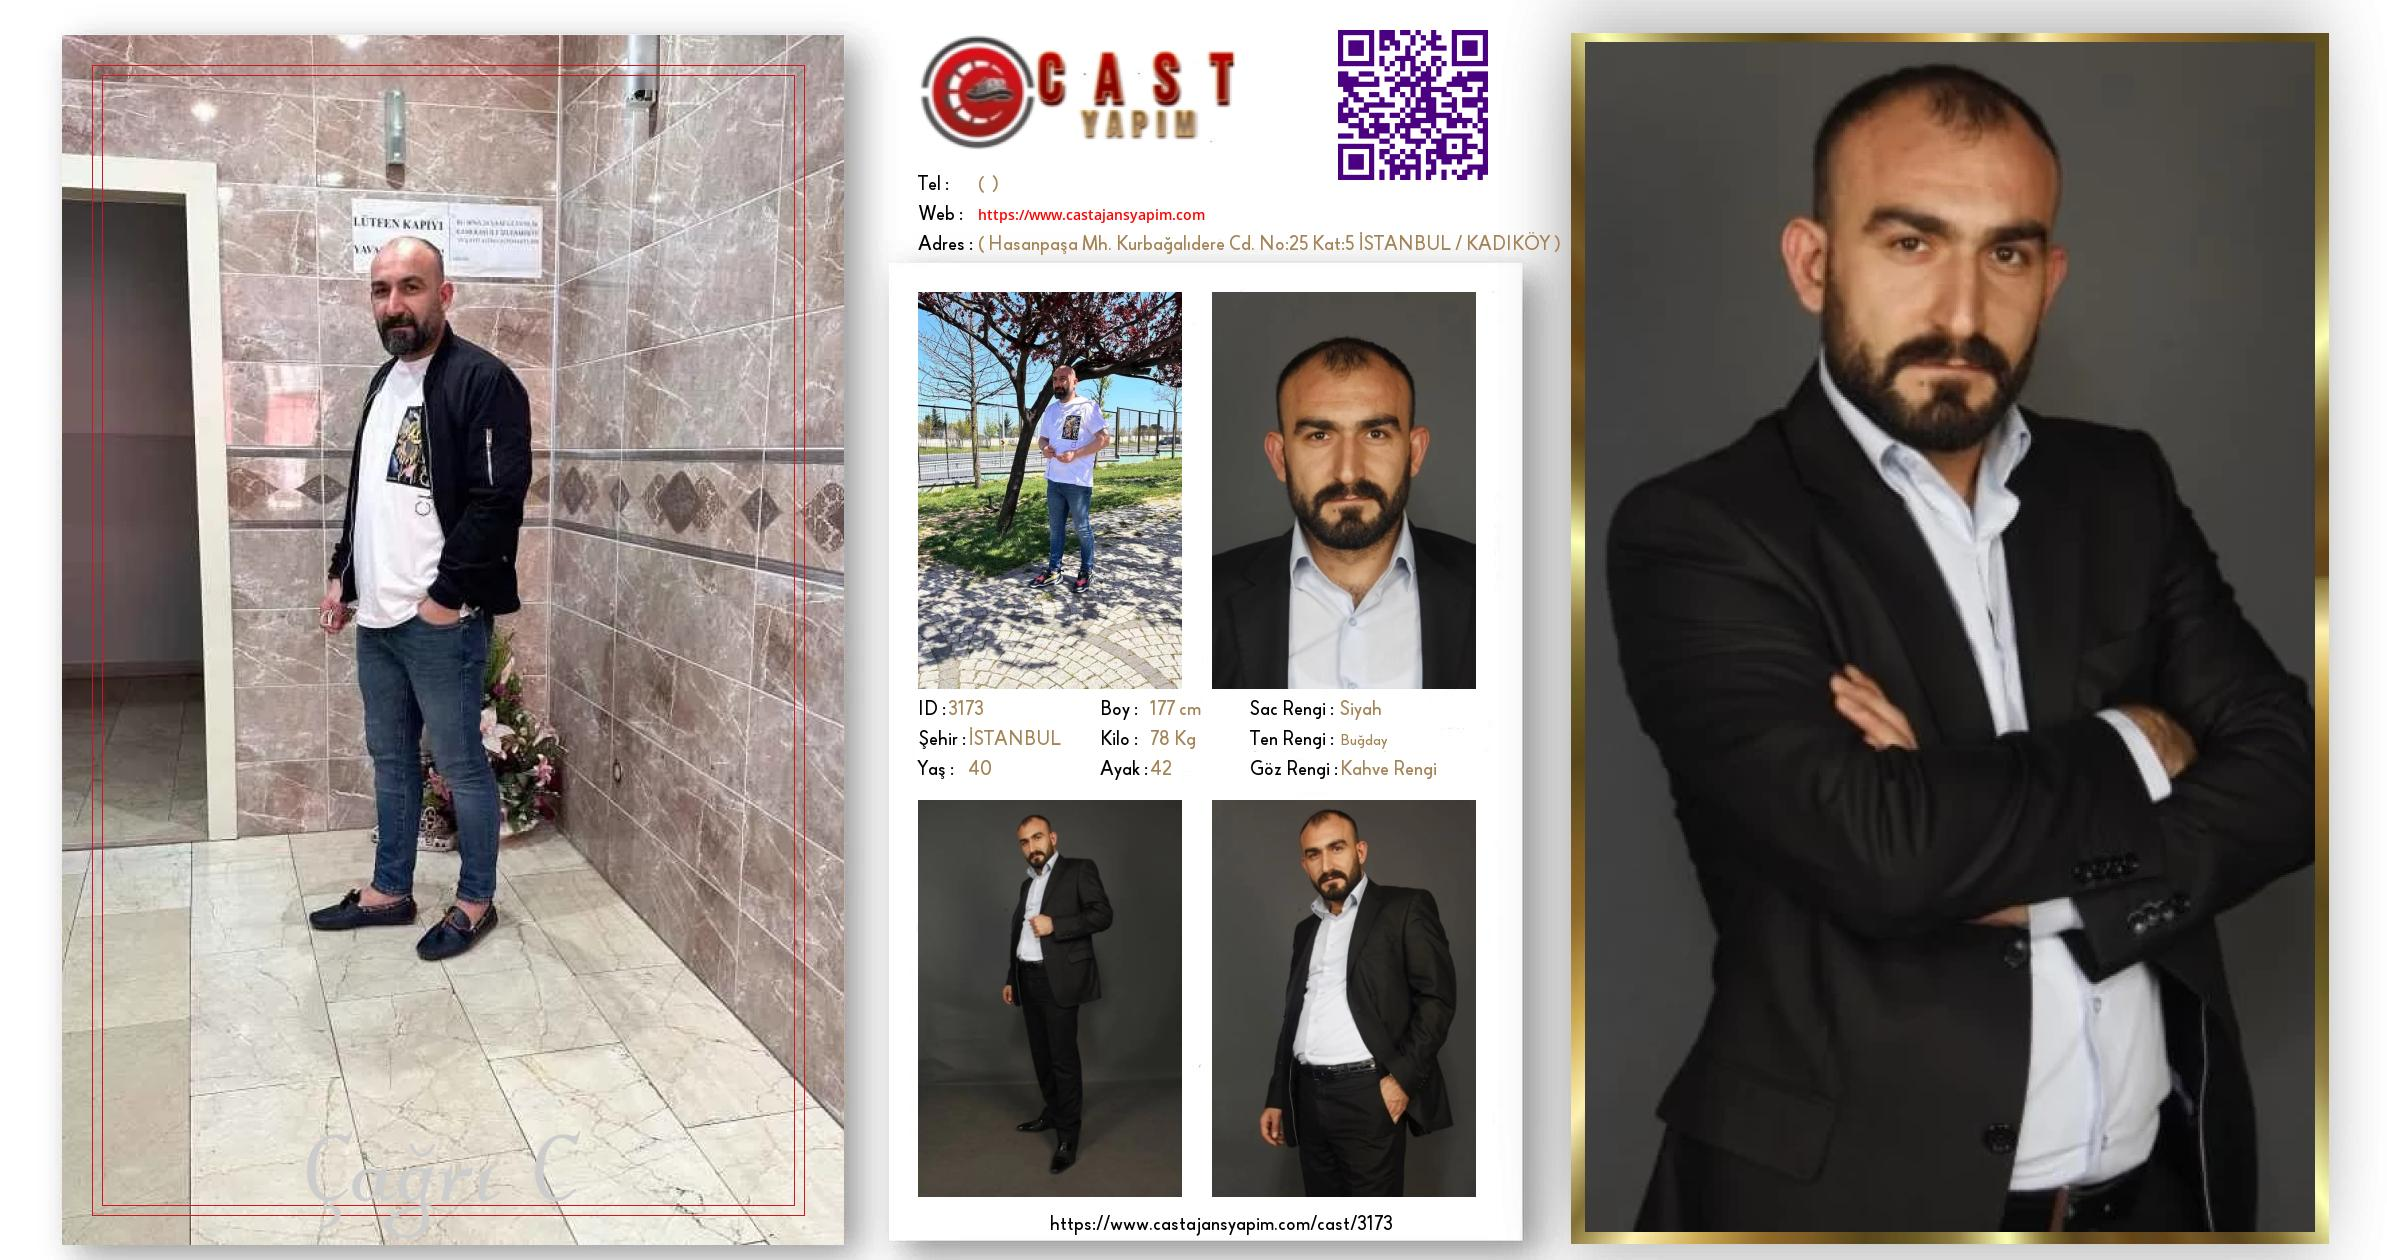 LÜTFEN KAPIYI
Çağrı C
CAST
YAPIM
Tel : ( )
Web : https://www.castajansyapim.com
Adres : ( Hasanpaşa Mh. Kurbağalıdere Cd. No:25 Kat:5 İSTANBUL / KADIKÖY )
ID : 3173 Boy : 177 cm Sac Rengi : Siyah
Şehir : İSTANBUL Kilo : 78 Kg Ten Rengi : Buğday
Yaş : 40 Ayak : 42 Göz Rengi : Kahve Rengi
https://www.castajansyapim.com/cast/3173